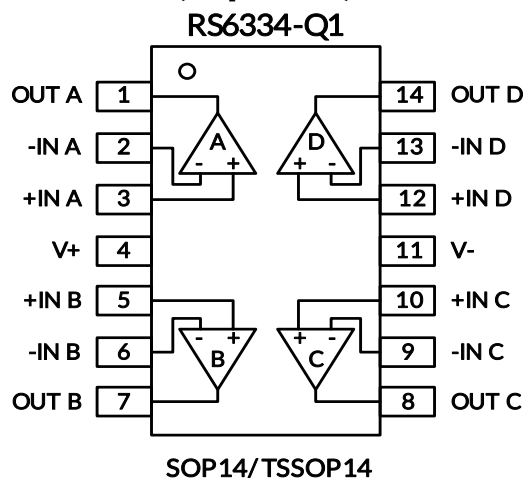 RS6334-Q1
OUT A 1 14 OUT D
A D
-IN A 2 13 -IN D
- + + -
+IN A 3 12 +IN D
V+ 4 11 V-
+IN B 5 10 +IN C
- + + -
-IN B 6 9 -IN C
B C
OUT B 7 8 OUT C
SOP14/TSSOP14